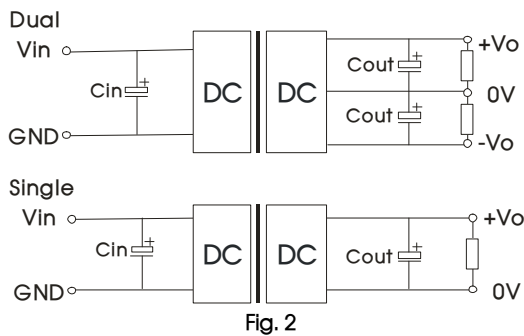 Dual
Vin
+Vo
Cin
+
DC
DC
Cout
+
0V
Cout
+
GND
-Vo
Single
Vin
+Vo
Cin
+
DC
DC
Cout
+
GND
0V
Fig. 2